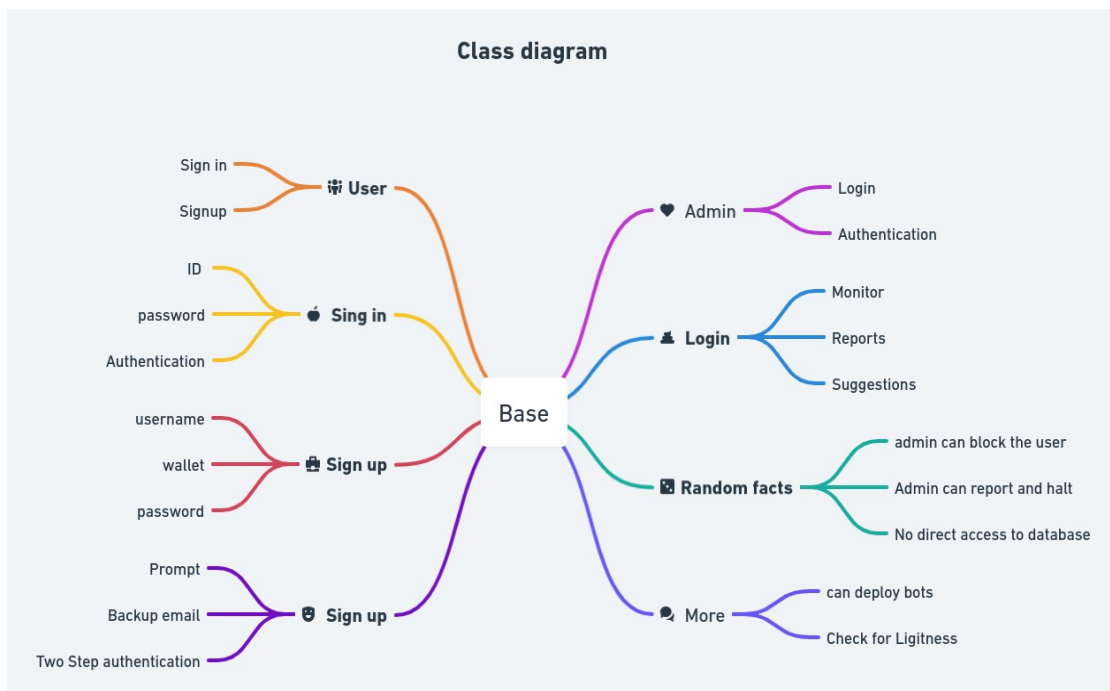 Class diagram
Sign in
Signup
User
ID
password
Authentication
Sing in
username
wallet
password
Sign up
Prompt
Backup email
Two Step authentication
Sign up
Base
Admin
Login
Authentication
Login
Monitor
Reports
Suggestions
Random facts
admin can block the user
Admin can report and halt
No direct access to database
More
can deploy bots
Check for Ligitness